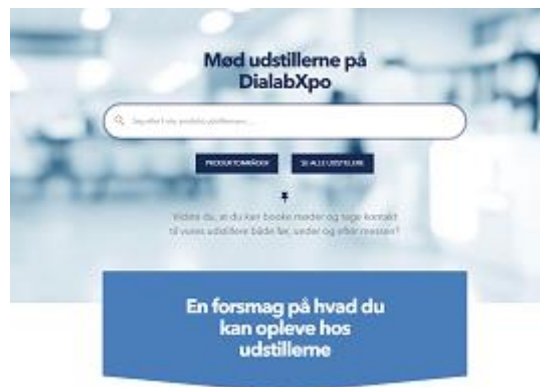 Mød udstillerne på
DialabXpo
PRODUKTOMRÅDER
SE ALLE UDSTILLERE
Vidste du, at du kan booke møder og tage kontakt
til vores udstillere både før, under og efter messen?
En forsmag på hvad du
kan opleve hos
udstillerne